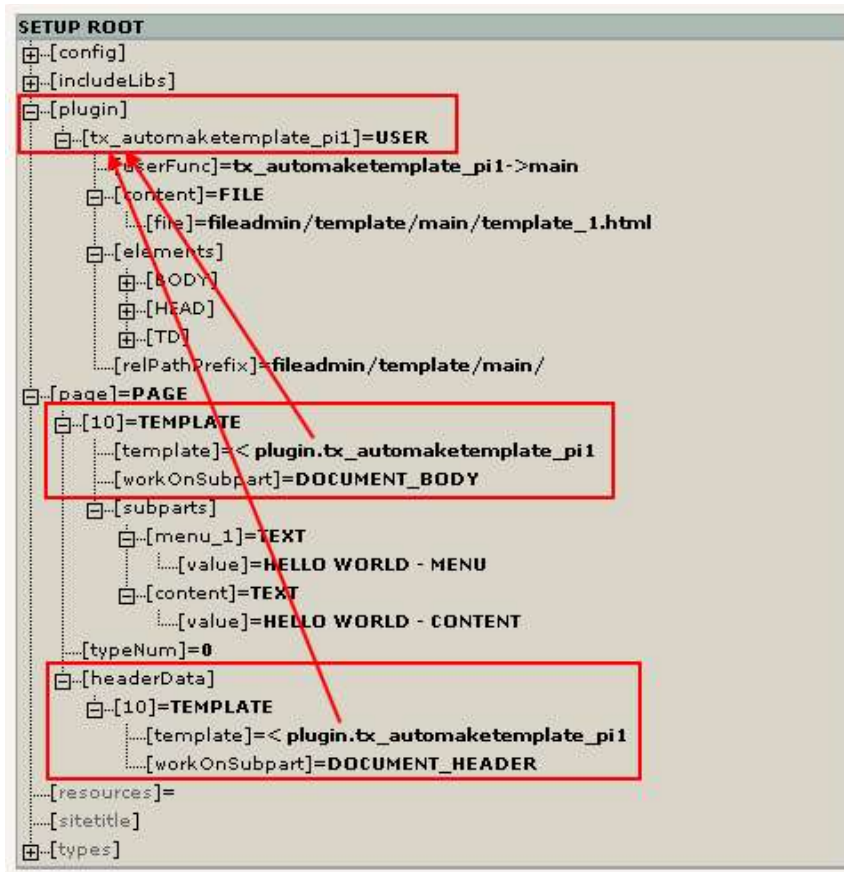 SETUP ROOT
[config]
[includeLibs]
[plugin]
[tx_automaketemplate_pi1]=USER
[userFunc]=tx_automaketemplate_pi1->main
[content]=FILE
[file]=fileadmin/template/main/template_1.html
[elements]
[BODY]
[HEAD]
[TD]
[relPathPrefix]=fileadmin/template/main/
[page]=PAGE
[10]=TEMPLATE
[template]=< plugin.tx_automaketemplate_pi1
[workOnSubpart]=DOCUMENT_BODY
[subparts]
[menu_1]=TEXT
[value]=HELLO WORLD - MENU
[content]=TEXT
[value]=HELLO WORLD - CONTENT
[typeNum]=0
[headerData]
[10]=TEMPLATE
[template]=< plugin.tx_automaketemplate_pi1
[workOnSubpart]=DOCUMENT_HEADER
[resources]=
[sitetitle]
[types]